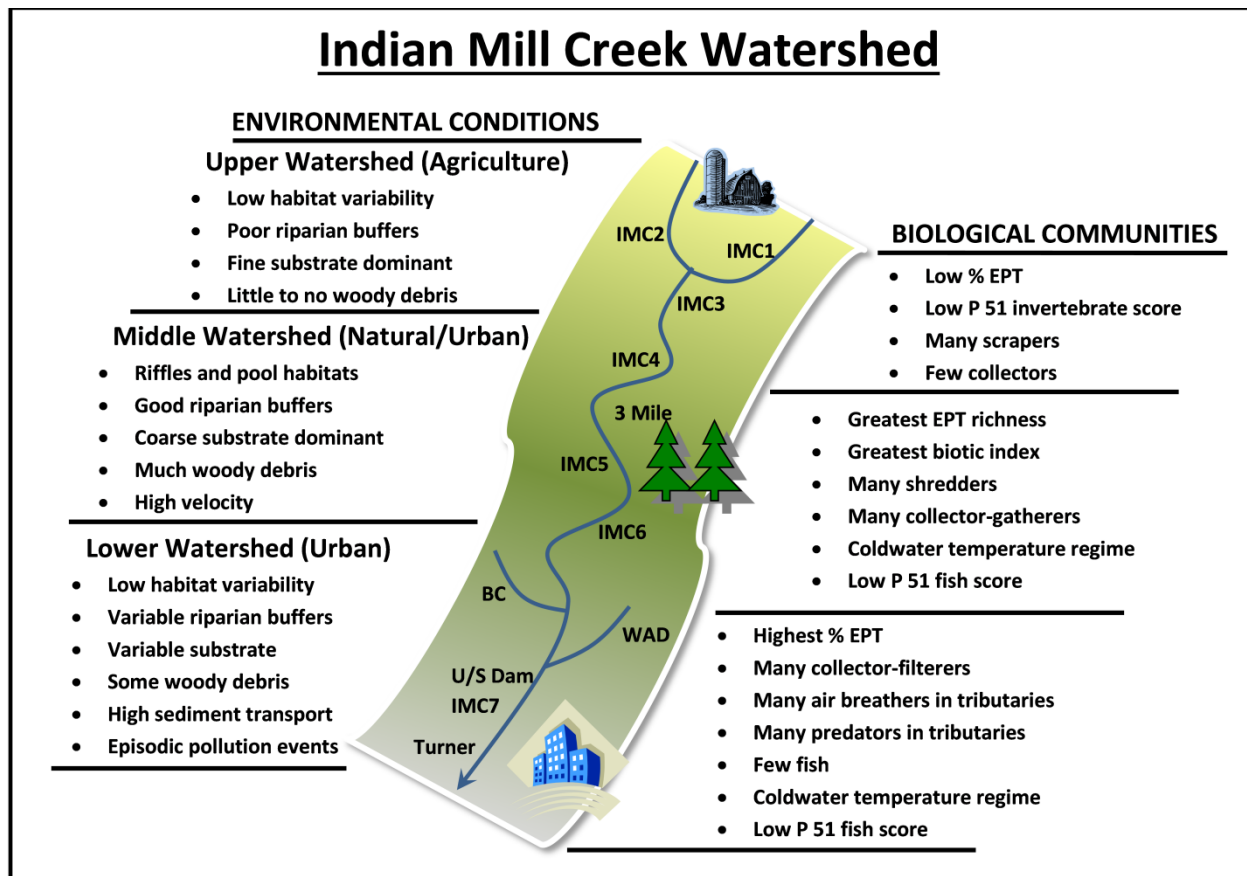 Indian Mill Creek Watershed
ENVIRONMENTAL CONDITIONS
Upper Watershed (Agriculture)
• Low habitat variability
• Poor riparian buffers
• Fine substrate dominant
• Little to no woody debris
Middle Watershed (Natural/Urban)
• Riffles and pool habitats
• Good riparian buffers
• Coarse substrate dominant
• Much woody debris
• High velocity
Lower Watershed (Urban)
• Low habitat variability
• Variable riparian buffers
• Variable substrate
• Some woody debris
• High sediment transport
• Episodic pollution events
IMC2
IMC1
IMC3
IMC4
3 Mile
IMC5
IMC6
BC
WAD
U/S Dam
IMC7
Turner
BIOLOGICAL COMMUNITIES
• Low % EPT
• Low P 51 invertebrate score
• Many scrapers
• Few collectors
• Greatest EPT richness
• Greatest biotic index
• Many shredders
• Many collector-gatherers
• Coldwater temperature regime
• Low P 51 fish score
• Highest % EPT
• Many collector-filterers
• Many air breathers in tributaries
• Many predators in tributaries
• Few fish
• Coldwater temperature regime
• Low P 51 fish score